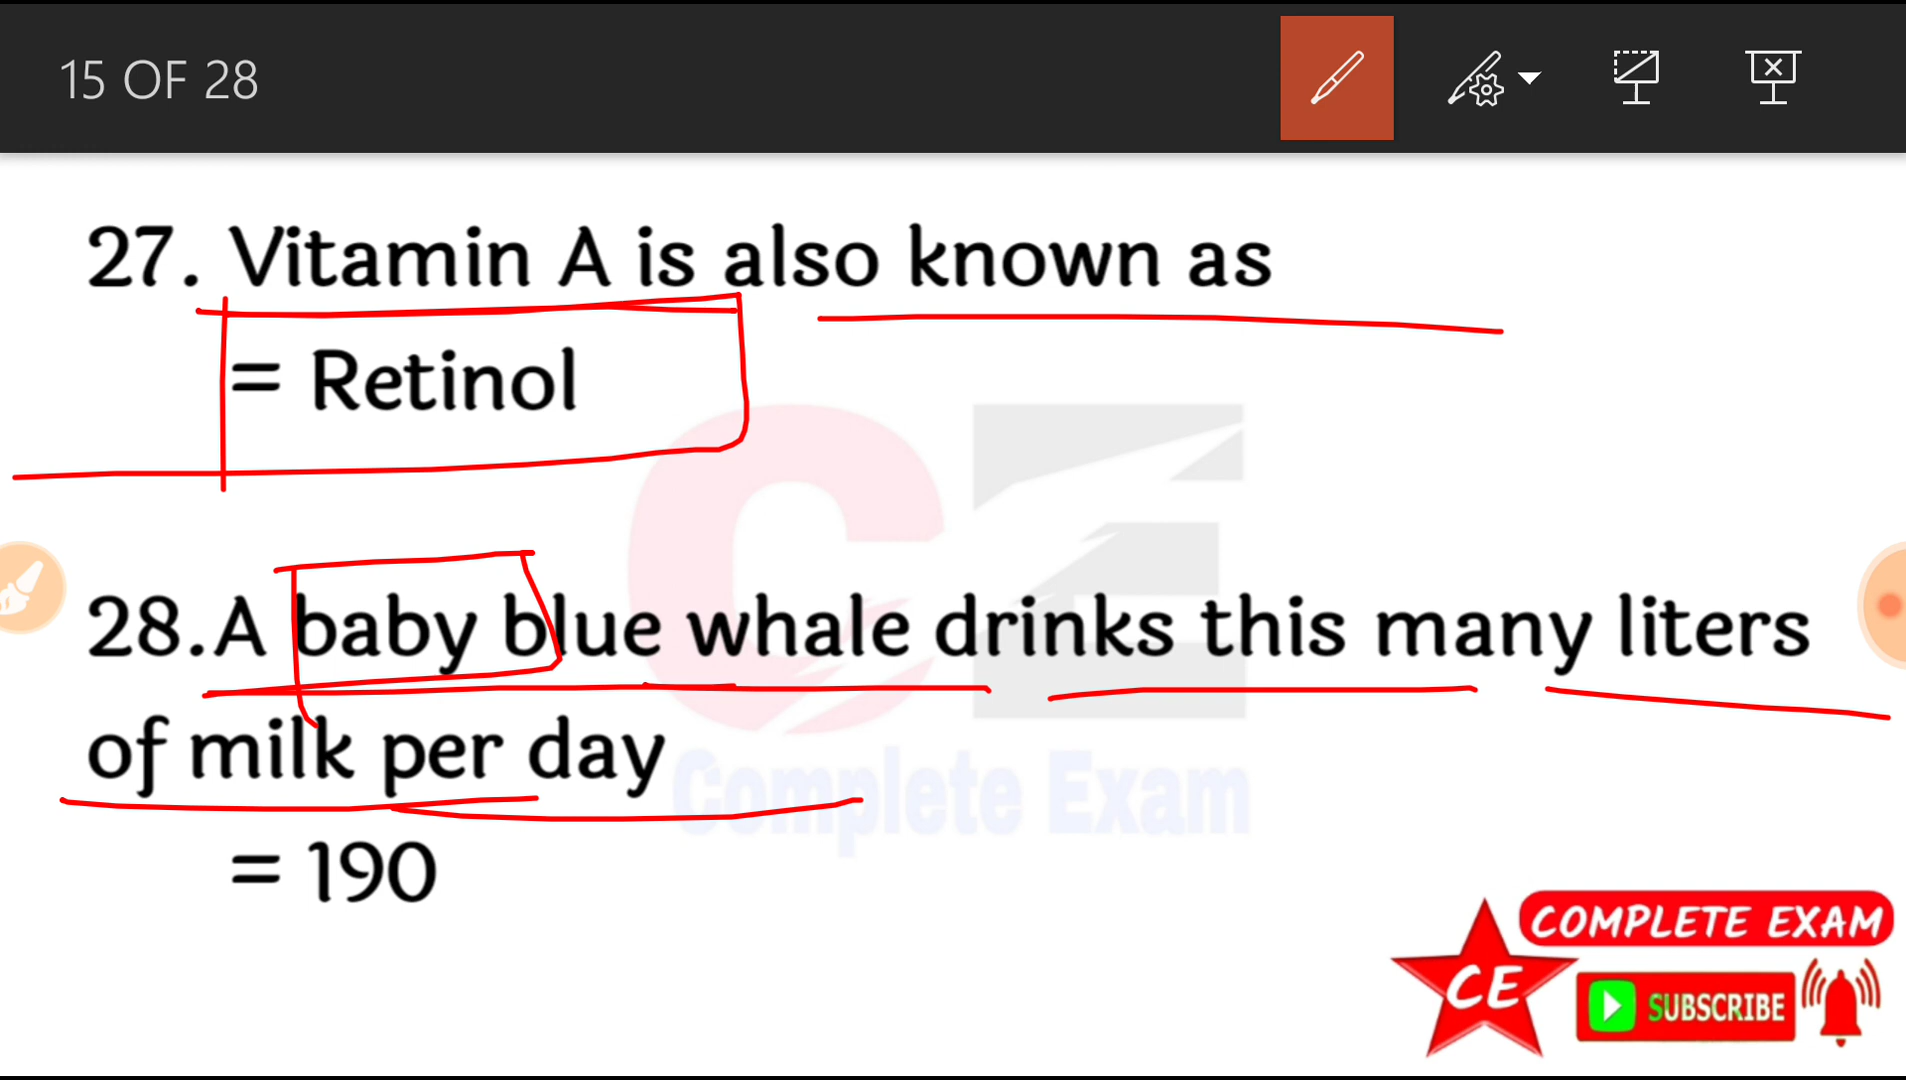 15 OF 28
27. Vitamin A is also known as
= Retinol
28.A baby blue whale drinks this many liters
of milk per day
= 190
CE
Complete Exam
COMPLETE EXAM
CE
SUBSCRIBE